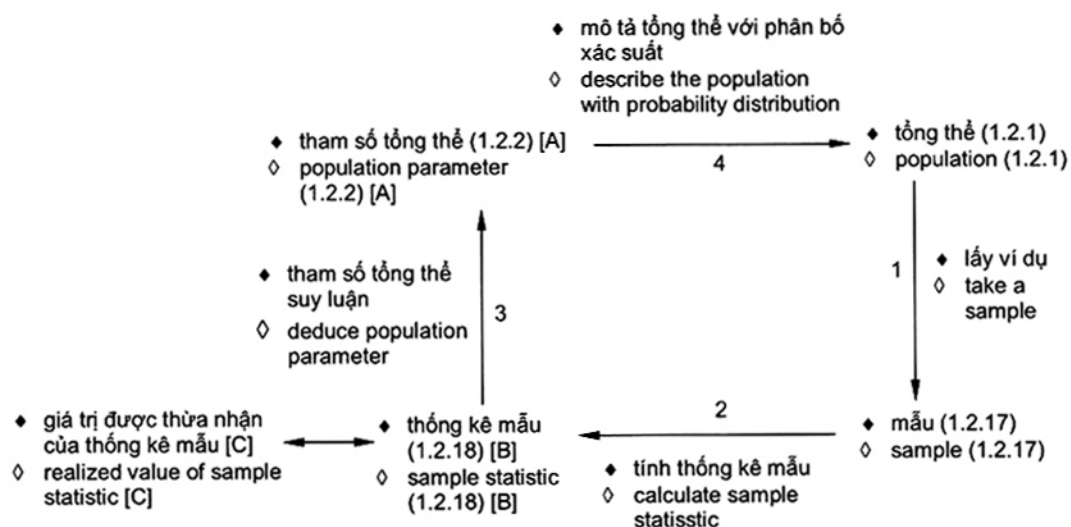 ◆ mô tả tổng thể với phân bố
xác suất
◊ describe the population
with probability distribution
◆ tham số tổng thể (1.2.2) [A]
◊ population parameter
(1.2.2) [A]
4
◆ tổng thể (1.2.1)
◊ population (1.2.1)
◆ tham số tổng thể
suy luận
◊ deduce population
parameter
3
1
◆ lấy ví dụ
◊ take a
sample
◆ giá trị được thừa nhận
của thống kê mẫu [C]
◊ realized value of sample
statistic [C]
◆ thống kê mẫu
(1.2.18) [B]
◊ sample statistic
(1.2.18) [B]
2
◆ tính thống kê mẫu
◊ calculate sample
statisstic
◆ mẫu (1.2.17)
◊ sample (1.2.17)